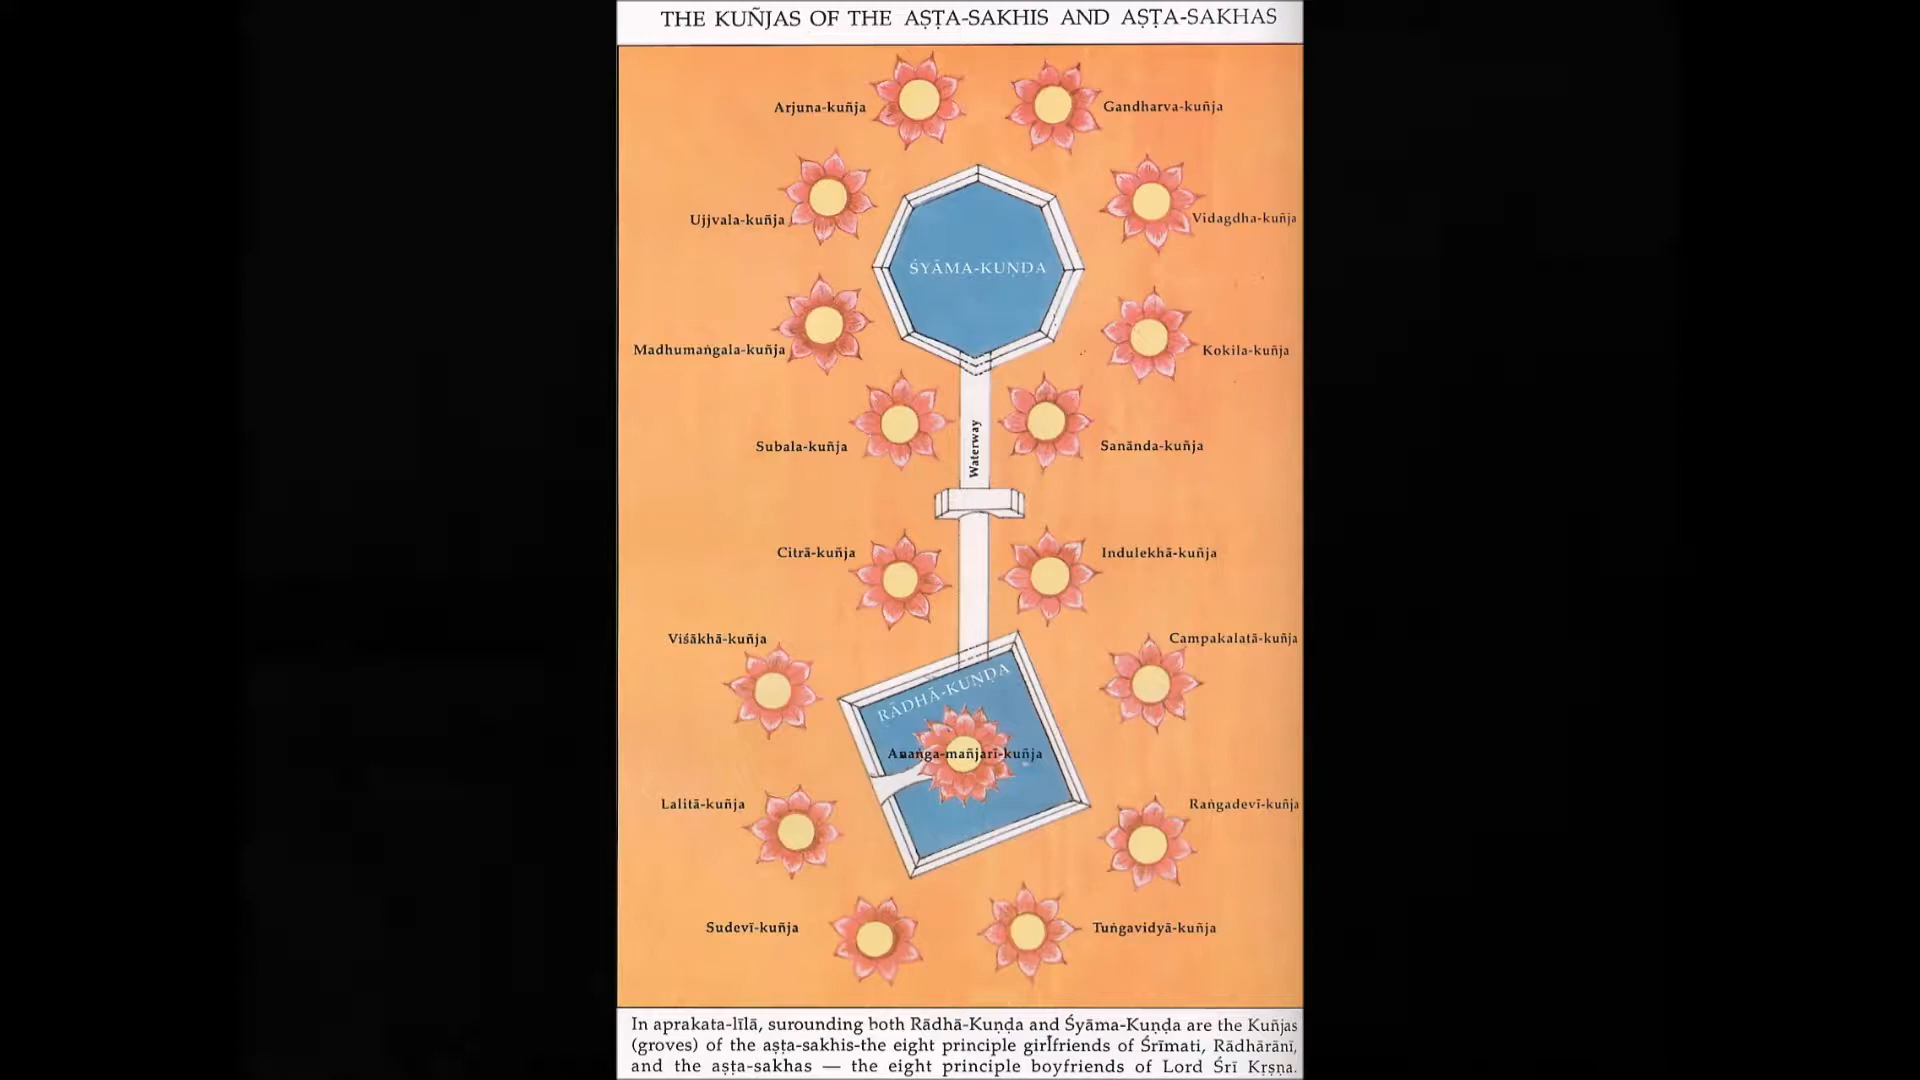 THE KUÑJAS OF THE AṢṬA-SAKHIS AND AṢṬA-SAKHAS
Arjuna-kuñja
Gandharva-kuñja
Ujjvala-kuñja
Vidagdha-kuñja
ŚYĀMA-KUṆḌA
Madhumaṅgala-kuñja
Kokila-kuñja
Subala-kuñja
Waterway
Sanānda-kuñja
Citrā-kuñja
Indulekhā-kuñja
Viśākhā-kuñja
Campakalatā-kuñja
RĀDHĀ-KUṆḌA
Anaṅga-mañjarī-kuñja
Lalitā-kuñja
Raṅgadevī-kuñja
Sudevī-kuñja
Tuṅgavidyā-kuñja
In aprakata-līlā, surounding both Rādhā-Kuṇḍa and Śyāma-Kuṇḍa are the Kuñjas
(groves) of the aṣṭa-sakhis-the eight principle girlfriends of Śrīmati, Rādhārānī,
and the aṣṭa-sakhas — the eight principle boyfriends of Lord Śrī Kṛṣṇa.